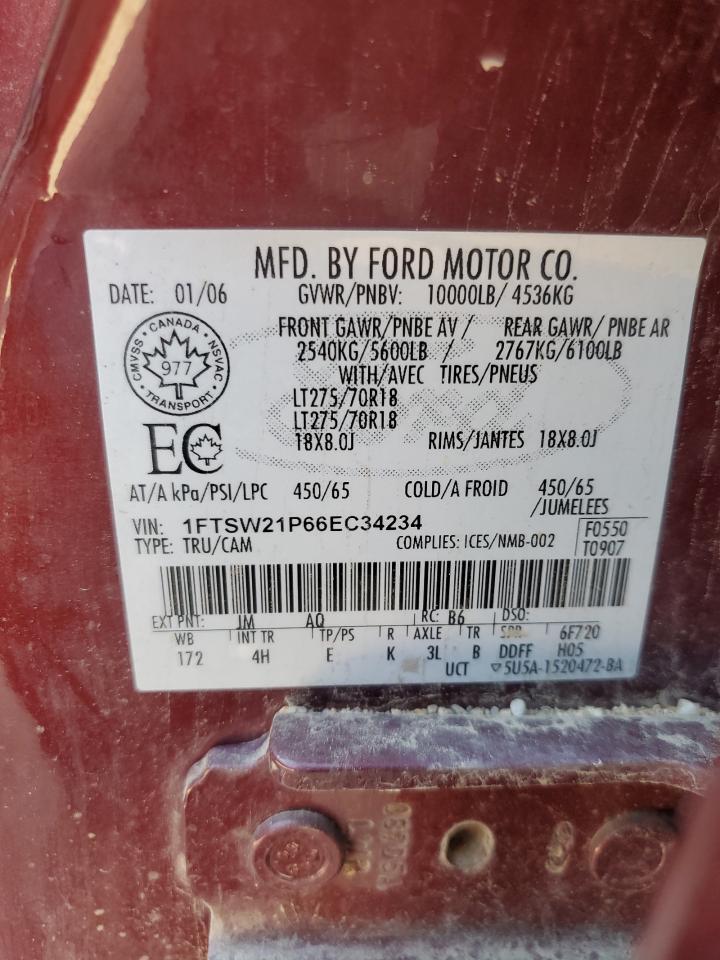 MFD. BY FORD MOTOR CO.
DATE: 01/06 GVWR/PNBV: 10000LB/ 4536KG
FRONT GAWR/PNBE AV / REAR GAWR/ PNBE AR
2540KG/5600LB / 2767KG/6100LB
WITH/AVEC TIRES/PNEUS
CMVSS · CANADA · NSVAC
977
· TRANSPORT ·
LT275/70R18
LT275/70R18
18X8.0J RIMS/JANTES 18X8.0J
EC
AT/A kPa/PSI/LPC 450/65 COLD/A FROID 450/65
/JUMELEES
VIN: 1FTSW21P66EC34234 F0550
TYPE: TRU/CAM COMPLIES: ICES/NMB-002 T0907
EXT PNT: JM AQ RC: B6 DSO:
WB INT TR TP/PS R AXLE TR SPR 6F720
172 4H E K 3L B DDFF H05
UCT ▽5U5A-1520472-BA